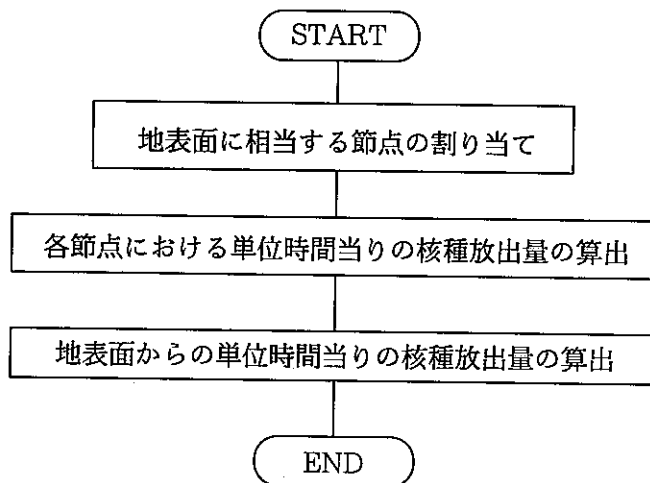 START
地表面に相当する節点の割り当て
各節点における単位時間当りの核種放出量の算出
地表面からの単位時間当りの核種放出量の算出
END